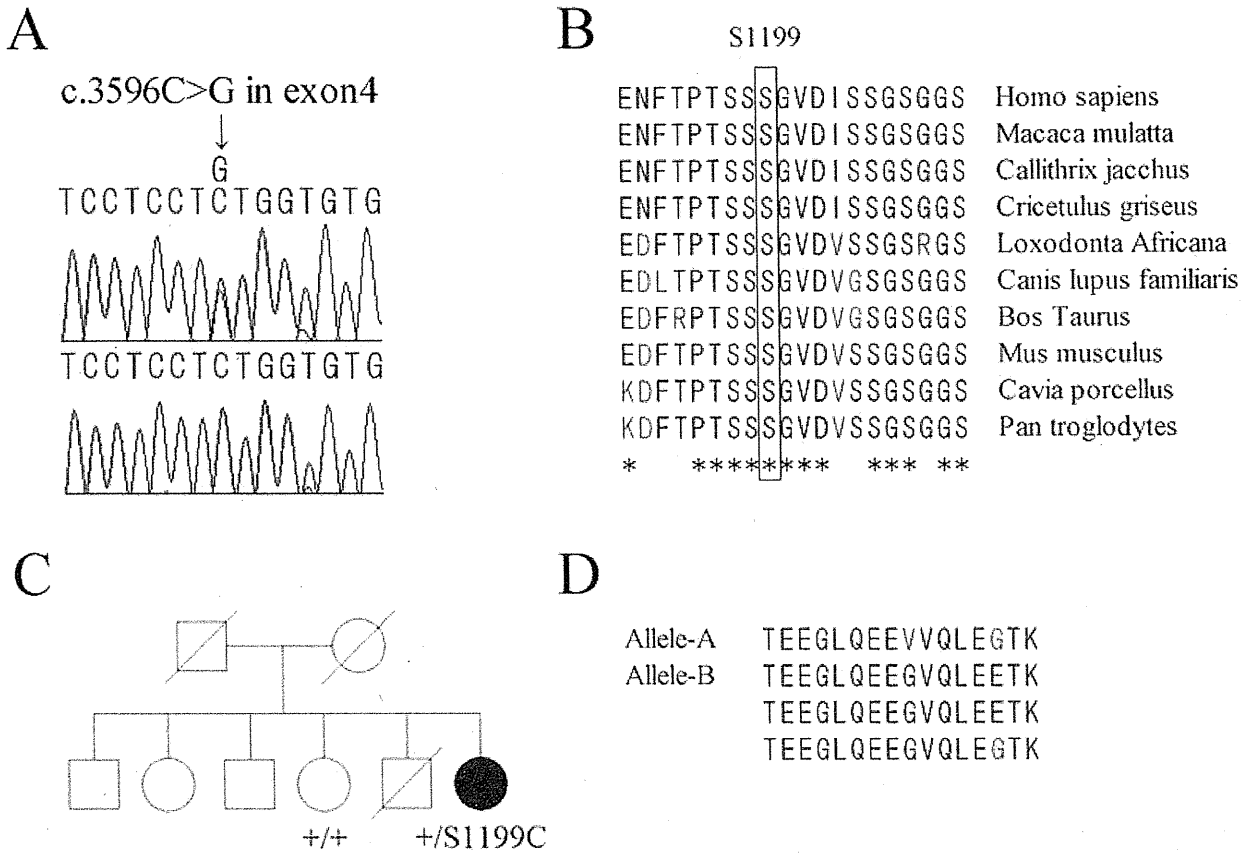 A
c.3596C>G in exon4
G
TCCTCCTCTGGTGTG
TCCTCCTCTGGTGTG
B
S1199
ENFTPTSSSGVDISSGSGGS Homo sapiens
ENFTPTSSSGVDISSGSGGS Macaca mulatta
ENFTPTSSSGVDISSGSGGS Callithrix jacchus
ENFTPTSSSGVDISSGSGGS Cricetulus griseus
EDFTPTSSSGVDVSSGSRGS Loxodonta Africana
EDLTPTSSSGVDVGSGSGGS Canis lupus familiaris
EDFRPTSSSGVDVGSGSGGS Bos Taurus
EDFTPTSSSGVDVSSGSGGS Mus musculus
KDFTPTSSSGVDVSSGSGGS Cavia porcellus
KDFTPTSSSGVDVSSGSGGS Pan troglodytes
* ******** *** **
C
+/+ +/S1199C
D
Allele-A TEEGLQEEVVQLEGTK
Allele-B TEEGLQEEGVQLEETK
TEEGLQEEGVQLEETK
TEEGLQEEGVQLEGTK